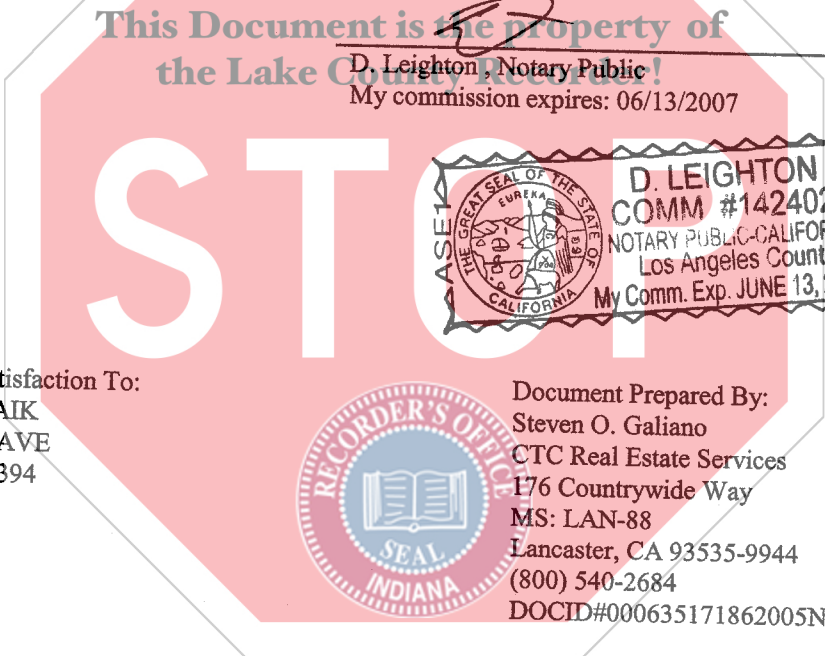 This Document is the property of
the Lake County Recorder!
D. Leighton , Notary Public
My commission expires: 06/13/2007
STOP
D. LEIGHTON
COMM #142402
NOTARY PUBLIC-CALIFOR
Los Angeles Count
My Comm. Exp. JUNE 13,
THE GREAT SEAL OF THE STATE OF CALIFORNIA
EUREKA
tisfaction To:
AIK
AVE
394
RECORDER'S OFFICE
SEAL
INDIANA
Document Prepared By:
Steven O. Galiano
CTC Real Estate Services
176 Countrywide Way
MS: LAN-88
Lancaster, CA 93535-9944
(800) 540-2684
DOCID#000635171862005N